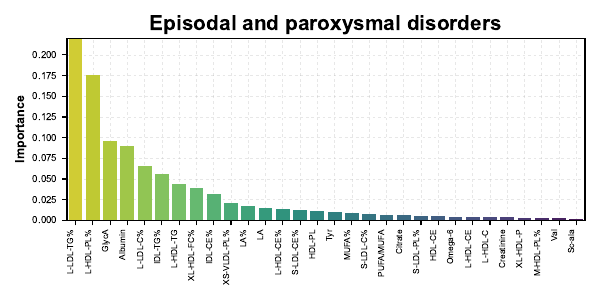 Episodal and paroxysmal disorders
Importance
0.200
0.175
0.150
0.125
0.100
0.075
0.050
0.025
0.000
L-LDL-TG%
L-HDL-PL%
GlycA
Albumin
L-LDL-C%
IDL-TG%
L-HDL-TG
XL-HDL-FC%
IDL-CE%
XS-VLDL-PL%
LA%
LA
L-HDL-CE%
S-LDL-CE%
HDL-PL
Tyr
MUFA%
S-LDL-C%
PUFA/MUFA
Citrate
S-LDL-PL%
HDL-CE
Omega-6
L-HDL-CE
L-HDL-C
Creatinine
XL-HDL-P
M-HDL-PL%
Val